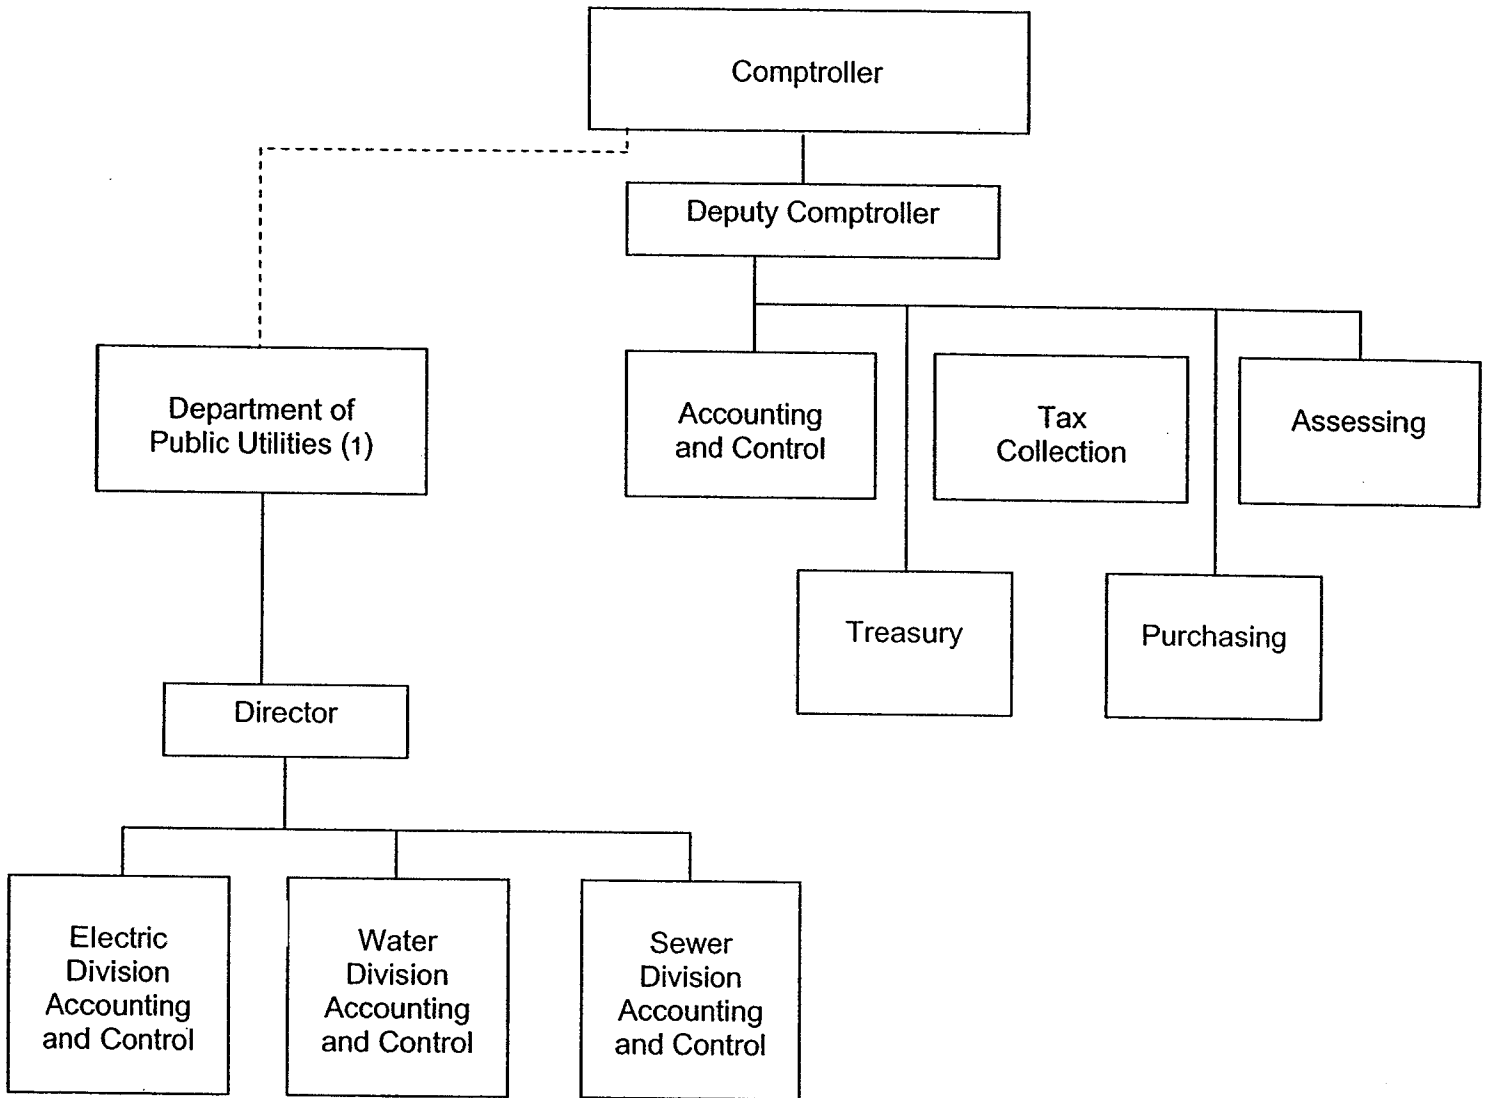 Comptroller
Deputy Comptroller
Department of
Public Utilities (1)
Accounting
and Control
Tax
Collection
Assessing
Treasury
Purchasing
Director
Electric
Division
Accounting
and Control
Water
Division
Accounting
and Control
Sewer
Division
Accounting
and Control